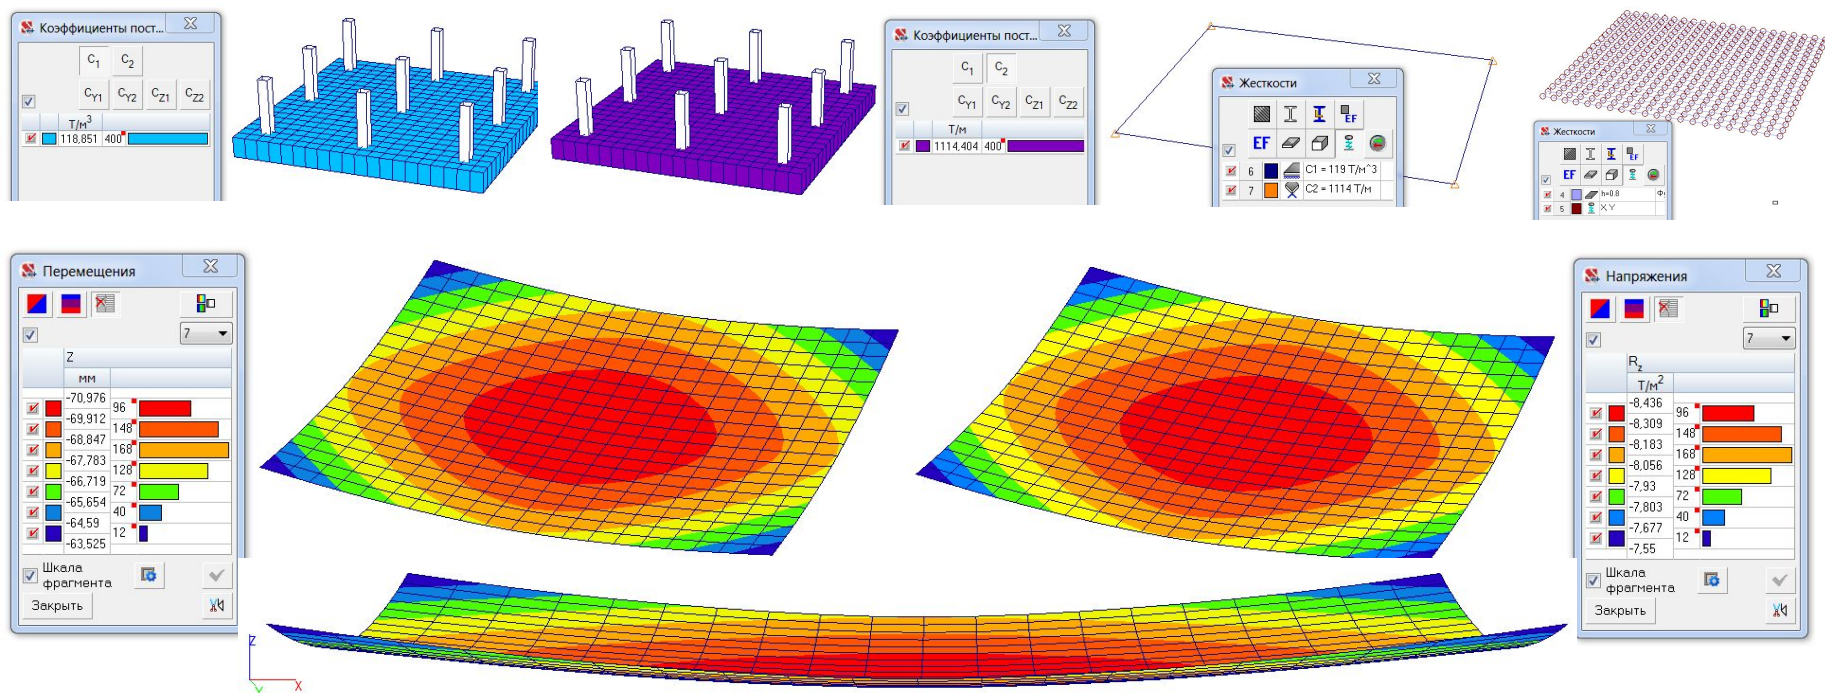 Коэффициенты пост...
C1 C2
CY1 CY2 CZ1 CZ2
Т/м3
118,851 400
Коэффициенты пост...
C1 C2
CY1 CY2 CZ1 CZ2
Т/м
1114,404 400
Жесткости
EF
EF
6 C1 = 119 Т/м^3
7 C2 = 1114 Т/м
Жесткости
EF
EF
4 h=0.8
5 X,Y
Перемещения
7
Z
мм
-70,976
96
-69,912
148
-68,847
168
-67,783
128
-66,719
72
-65,654
40
-64,59
12
-63,525
Шкала
фрагмента
Закрыть
Z
X
Y
Напряжения
7
Rz
Т/м2
-8,436
96
-8,309
148
-8,183
168
-8,056
128
-7,93
72
-7,803
40
-7,677
12
-7,55
Шкала
фрагмента
Закрыть